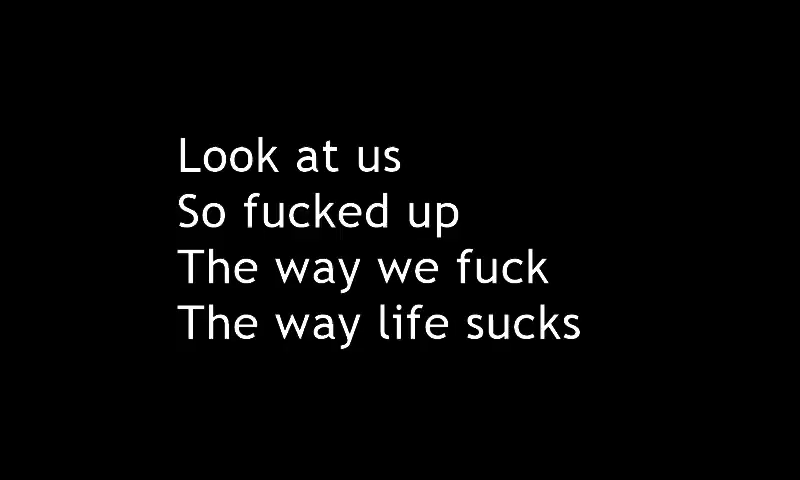 Look at us
So fucked up
The way we fuck
The way life sucks